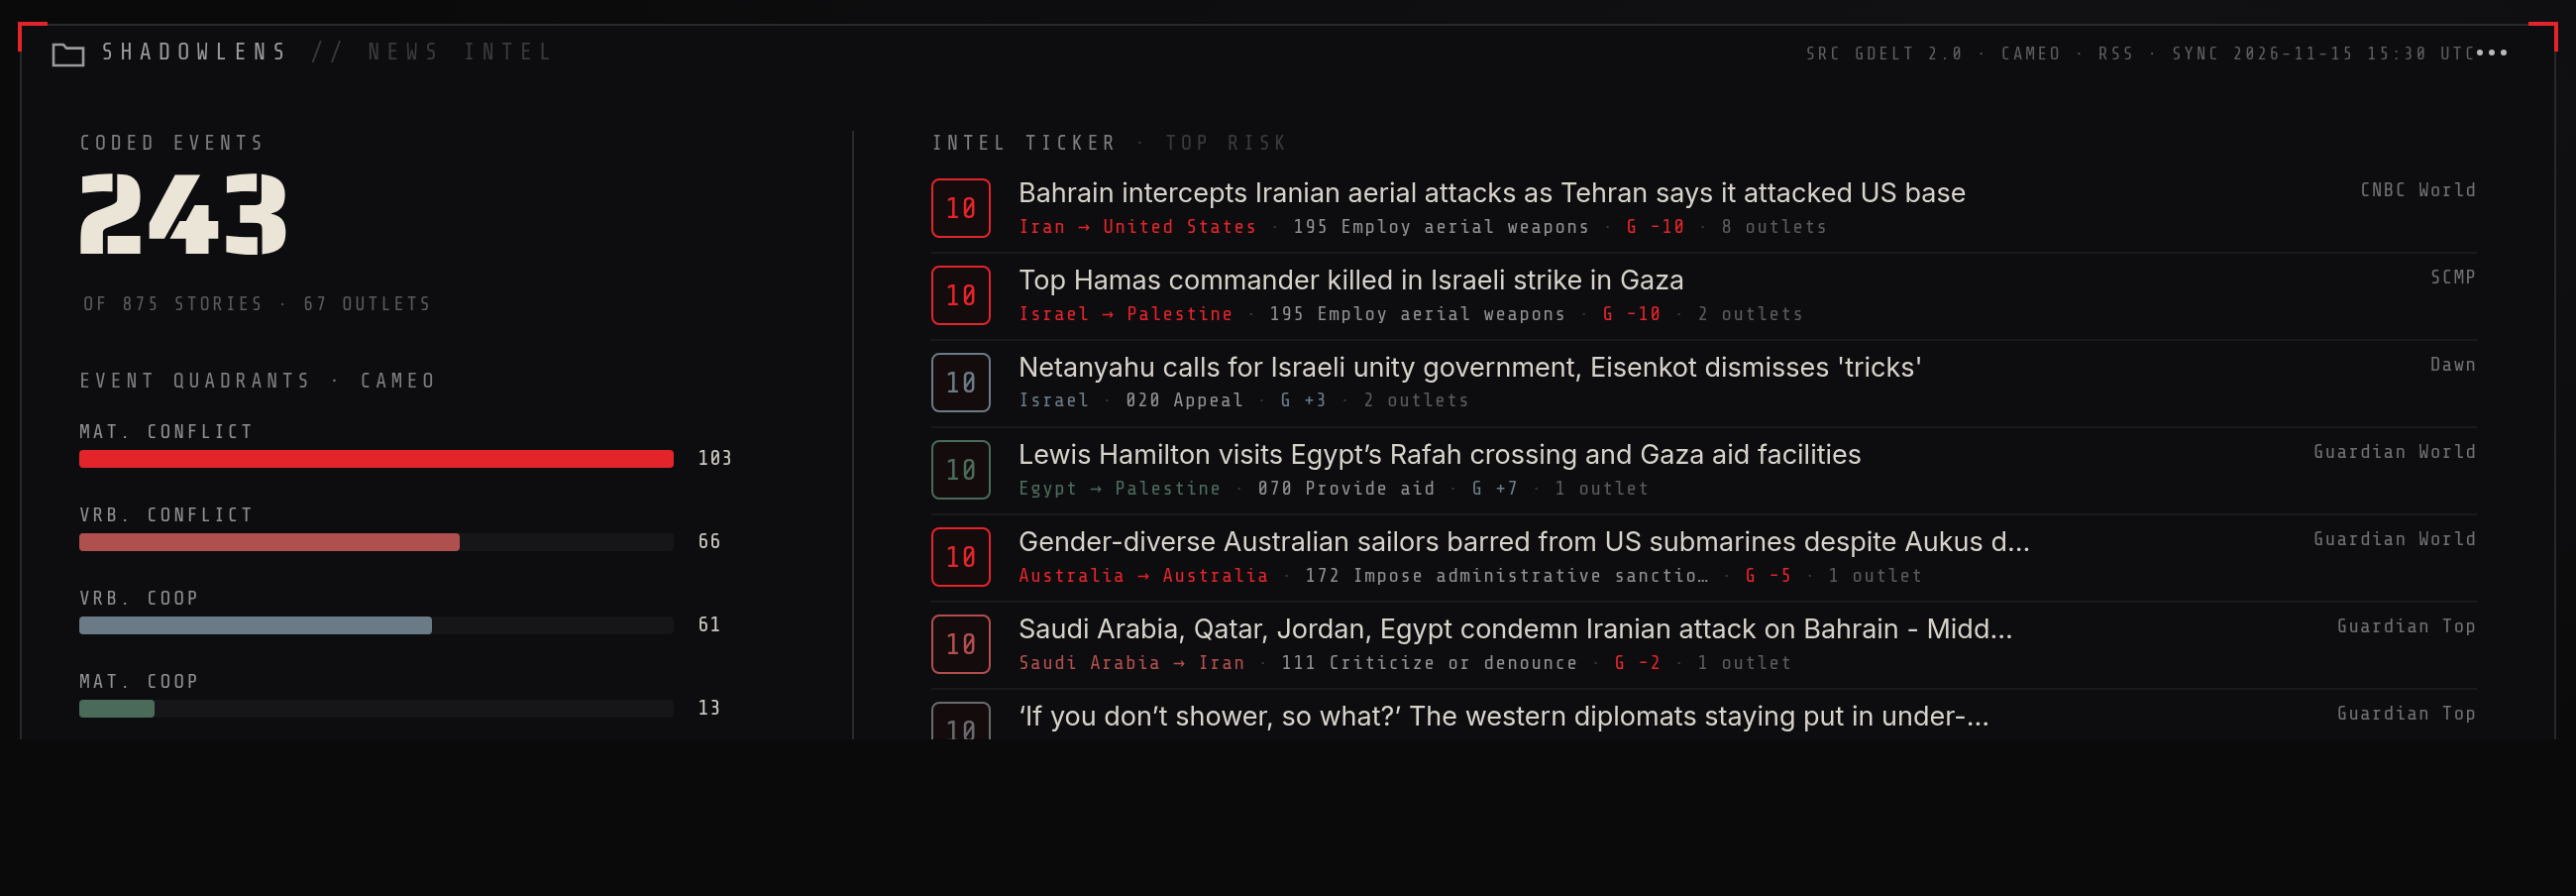 SHADOWLENS // NEWS INTEL
SRC GDELT 2.0 · CAMEO · RSS · SYNC 2026-11-15 15:30 UTC•••
CODED EVENTS
243
OF 875 STORIES · 67 OUTLETS
EVENT QUADRANTS · CAMEO
MAT. CONFLICT
103
VRB. CONFLICT
66
VRB. COOP
61
MAT. COOP
13
INTEL TICKER · TOP RISK
10
Bahrain intercepts Iranian aerial attacks as Tehran says it attacked US base
CNBC World
Iran → United States · 195 Employ aerial weapons · G -10 · 8 outlets
10
Top Hamas commander killed in Israeli strike in Gaza
SCMP
Israel → Palestine · 195 Employ aerial weapons · G -10 · 2 outlets
10
Netanyahu calls for Israeli unity government, Eisenkot dismisses 'tricks'
Dawn
Israel · 020 Appeal · G +3 · 2 outlets
10
Lewis Hamilton visits Egypt’s Rafah crossing and Gaza aid facilities
Guardian World
Egypt → Palestine · 070 Provide aid · G +7 · 1 outlet
10
Gender-diverse Australian sailors barred from US submarines despite Aukus d...
Guardian World
Australia → Australia · 172 Impose administrative sanctio… · G -5 · 1 outlet
10
Saudi Arabia, Qatar, Jordan, Egypt condemn Iranian attack on Bahrain - Midd...
Guardian Top
Saudi Arabia → Iran · 111 Criticize or denounce · G -2 · 1 outlet
10
‘If you don’t shower, so what?’ The western diplomats staying put in under-...
Guardian Top